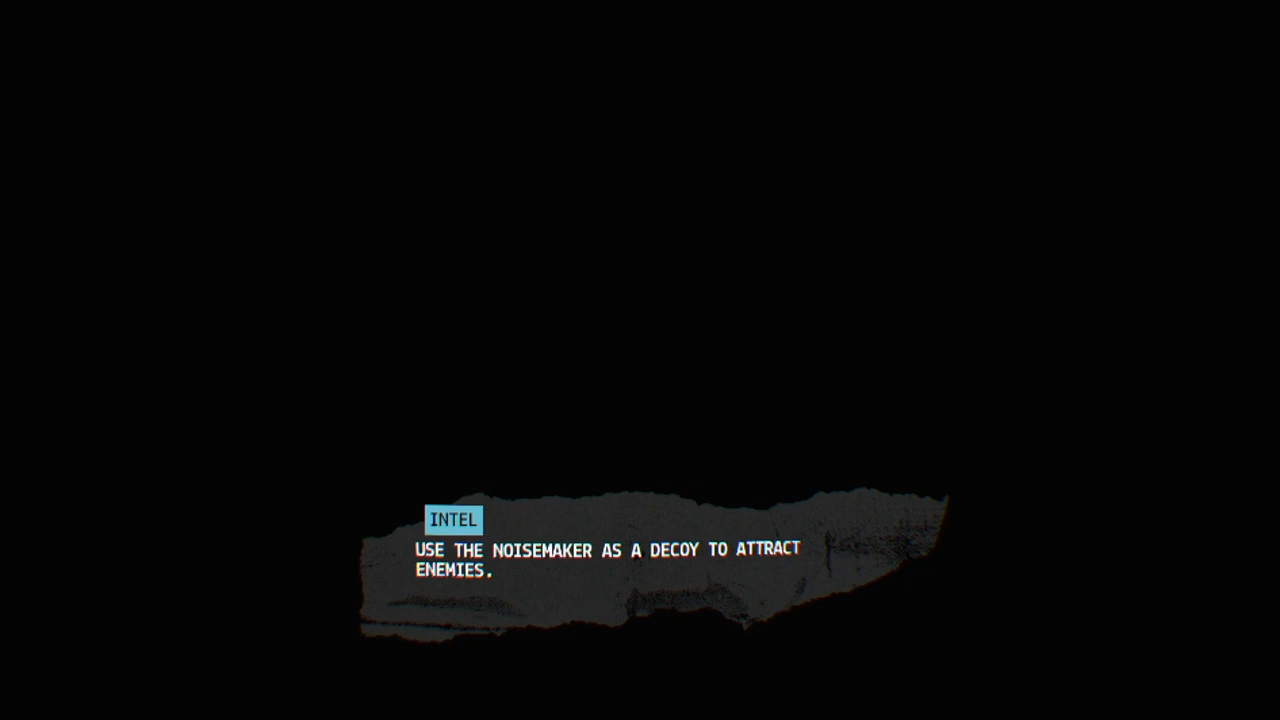 INTEL
USE THE NOISEMAKER AS A DECOY TO ATTRACT
ENEMIES.